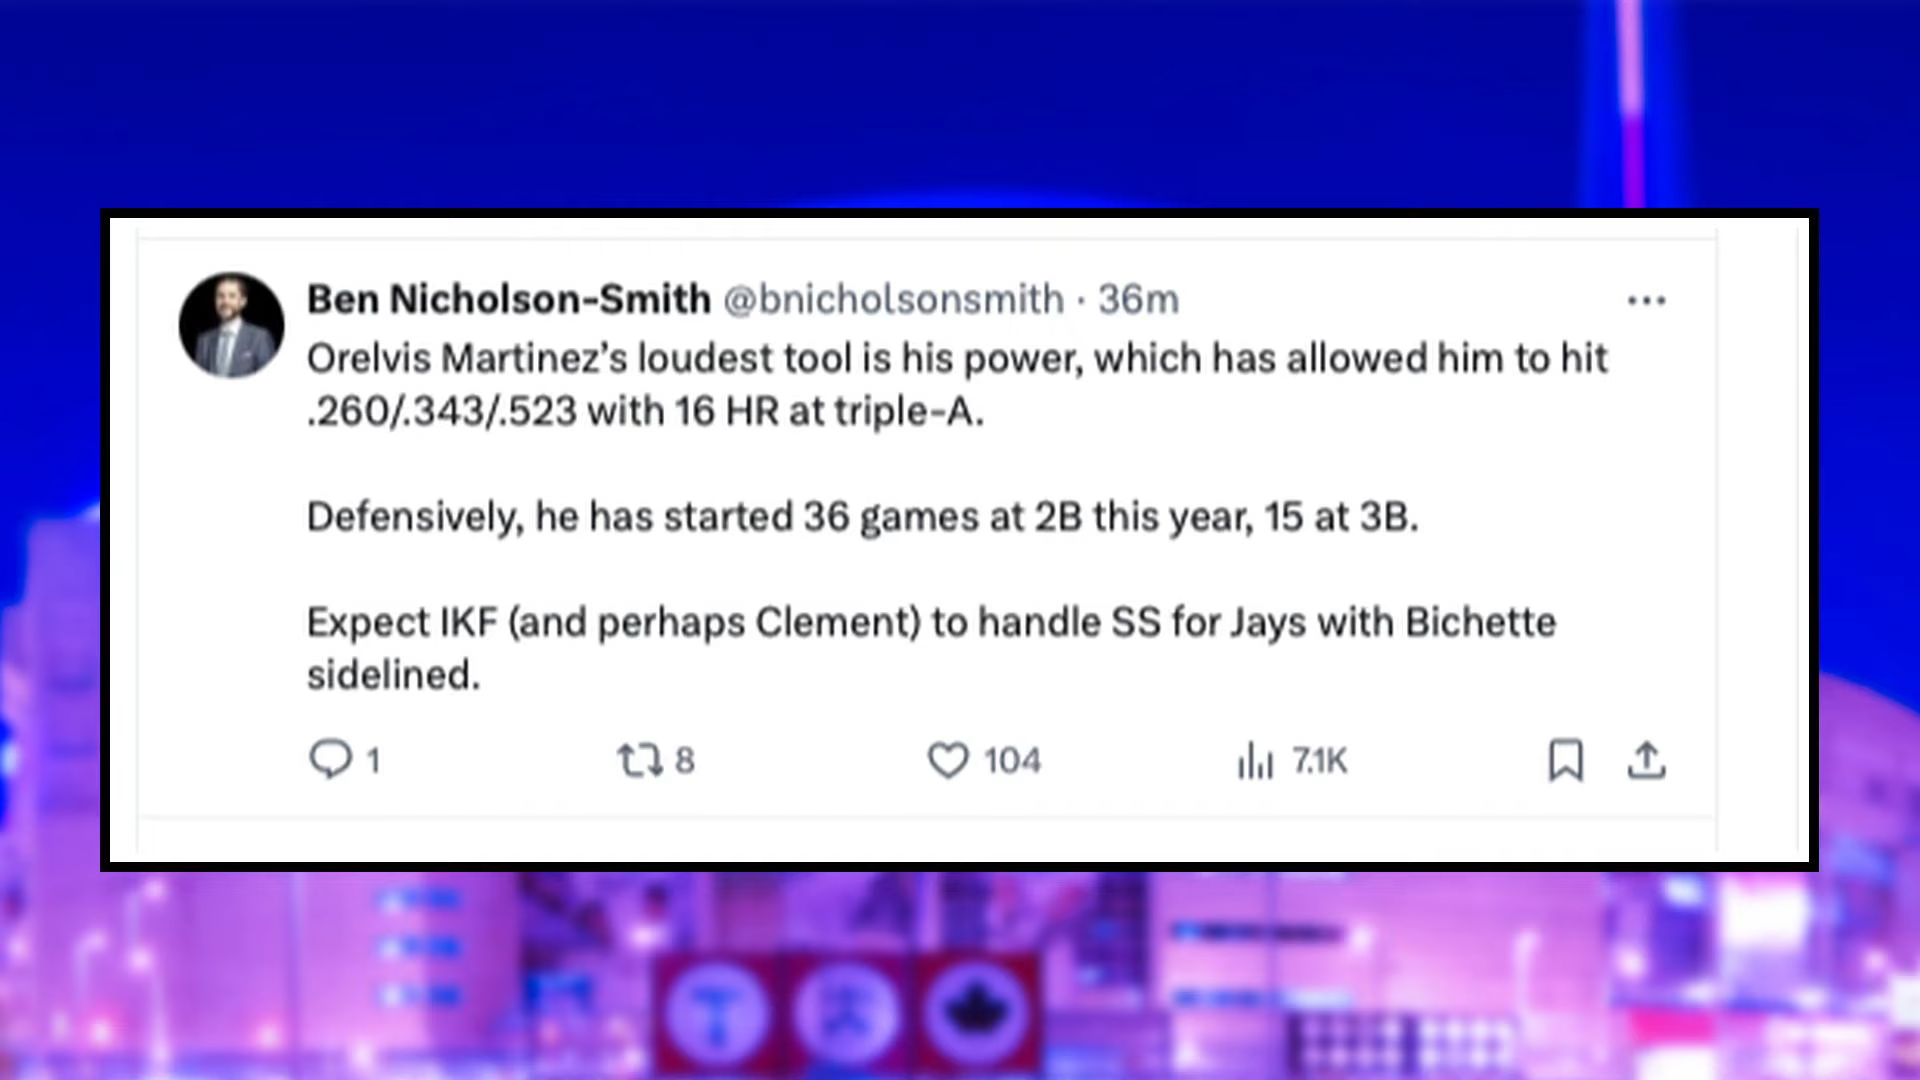 Ben Nicholson-Smith @bnicholsonsmith · 36m
Orelvis Martinez’s loudest tool is his power, which has allowed him to hit
.260/.343/.523 with 16 HR at triple-A.
Defensively, he has started 36 games at 2B this year, 15 at 3B.
Expect IKF (and perhaps Clement) to handle SS for Jays with Bichette
sidelined.
1 8 104 7.1K